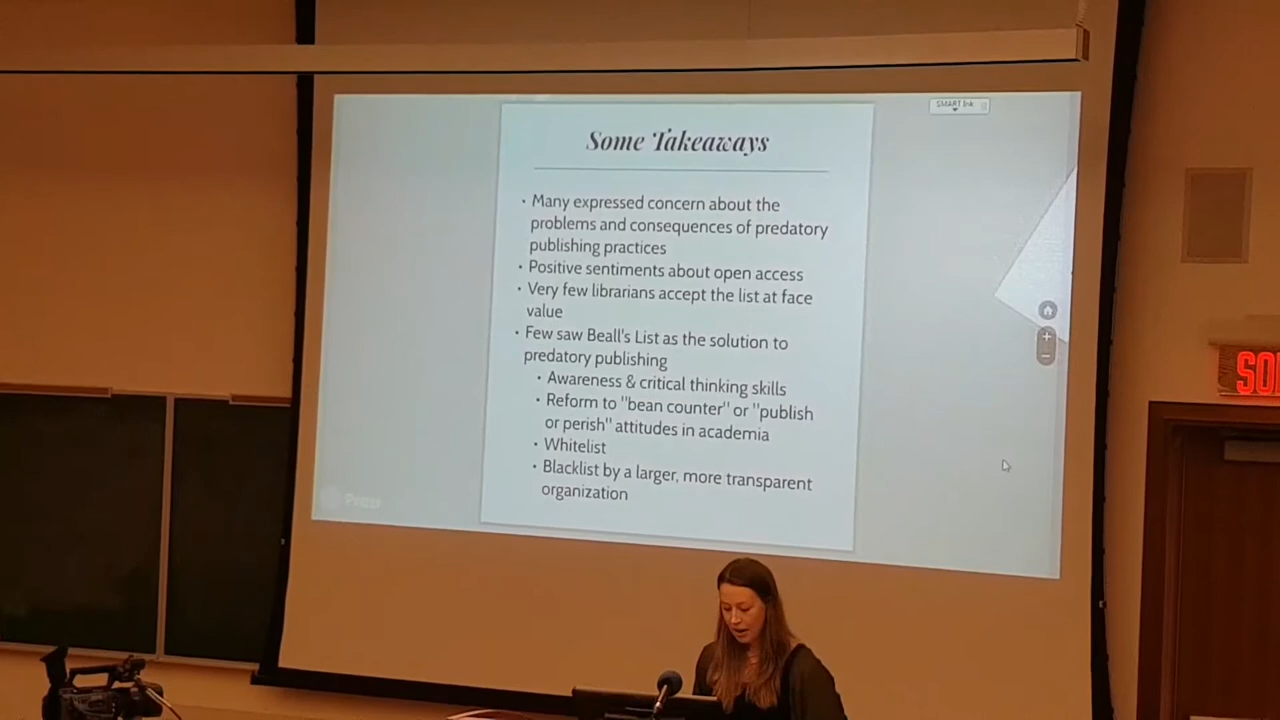 SMART Ink
Some Takeaways
• Many expressed concern about the
problems and consequences of predatory
publishing practices
• Positive sentiments about open access
• Very few librarians accept the list at face
value
• Few saw Beall's List as the solution to
predatory publishing
• Awareness & critical thinking skills
• Reform to "bean counter" or "publish
or perish" attitudes in academia
• Whitelist
• Blacklist by a larger, more transparent
organization
Prezi
SO